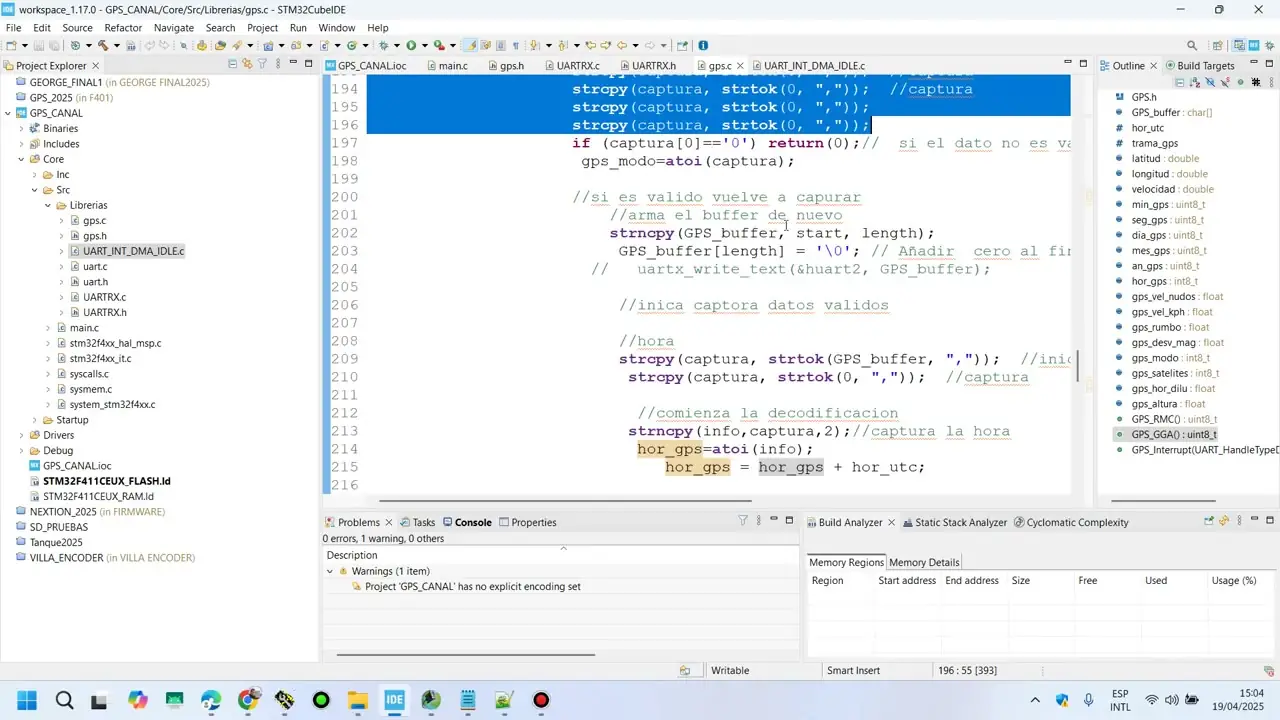 workspace_1.17.0 - GPS_CANAL/Core/Src/Librerias/gps.c - STM32CubeIDE
File Edit Source Refactor Navigate Search Project Run Window Help
Project Explorer
GEORGE_FINAL1 (in GEORGE FINAL2025)
GPS_2025 (in F401)
GPS_CANAL
Binaries
Includes
Core
Inc
Src
Librerias
gps.c
gps.h
UART_INT_DMA_IDLE.c
uart.c
uart.h
UARTRX.c
UARTRX.h
main.c
stm32f4xx_hal_msp.c
stm32f4xx_it.c
syscalls.c
sysmem.c
system_stm32f4xx.c
Startup
Drivers
Debug
GPS_CANAL.ioc
STM32F411CEUX_FLASH.ld
STM32F411CEUX_RAM.ld
NEXTION_2025 (in FIRMWARE)
SD_PRUEBAS
Tanque2025
VILLA_ENCODER (in VILLA ENCODER)
GPS_CANAL.ioc main.c gps.h UARTRX.c UARTRX.h gps.c UART_INT_DMA_IDLE.c
194 strcpy(captura, strtok(0, ",")); //captura
195 strcpy(captura, strtok(0, ","));
196 strcpy(captura, strtok(0, ","));
197 if (captura[0]=='0') return(0);// si el dato no es va
198 gps_modo=atoi(captura);
199
200 //si es valido vuelve a capurar
201 //arma el buffer de nuevo
202 strncpy(GPS_buffer, start, length);
203 GPS_buffer[length] = '\0'; // Añadir cero al fin
204 // uartx_write_text(&huart2, GPS_buffer);
205
206 //inica captora datos validos
207
208 //hora
209 strcpy(captura, strtok(GPS_buffer, ",")); //inic
210 strcpy(captura, strtok(0, ",")); //captura
211
212 //comienza la decodificacion
213 strncpy(info,captura,2);//captura la hora
214 hor_gps=atoi(info);
215 hor_gps = hor_gps + hor_utc;
216
Outline Build Targets
GPS.h
GPS_buffer : char[]
hor_utc
trama_gps
latitud : double
longitud : double
velocidad : double
min_gps : uint8_t
seg_gps : uint8_t
dia_gps : uint8_t
mes_gps : uint8_t
an_gps : uint8_t
hor_gps : int8_t
gps_vel_nudos : float
gps_vel_kph : float
gps_rumbo : float
gps_desv_mag : float
gps_modo : int8_t
gps_satelites : int8_t
gps_hor_dilu : float
gps_altura : float
GPS_RMC() : uint8_t
GPS_GGA() : uint8_t
GPS_Interrupt(UART_HandleTypeD
Problems Tasks Console Properties
0 errors, 1 warning, 0 others
Description
Warnings (1 item)
Project 'GPS_CANAL' has no explicit encoding set
Build Analyzer Static Stack Analyzer Cyclomatic Complexity
Memory Regions Memory Details
Region Start address End address Size Free Used Usage (%)
Writable Smart Insert 196 : 55 [393]
ESP
INTL
15:04
19/04/2025